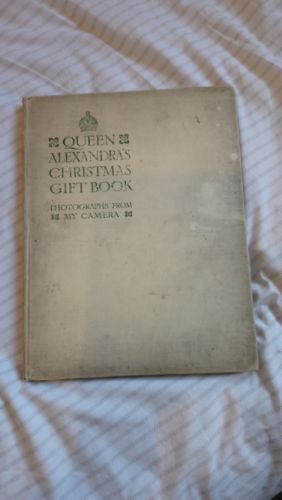 QUEEN
ALEXANDRA'S
CHRISTMAS
GIFT BOOK
PHOTOGRAPHS FROM
MY CAMERA